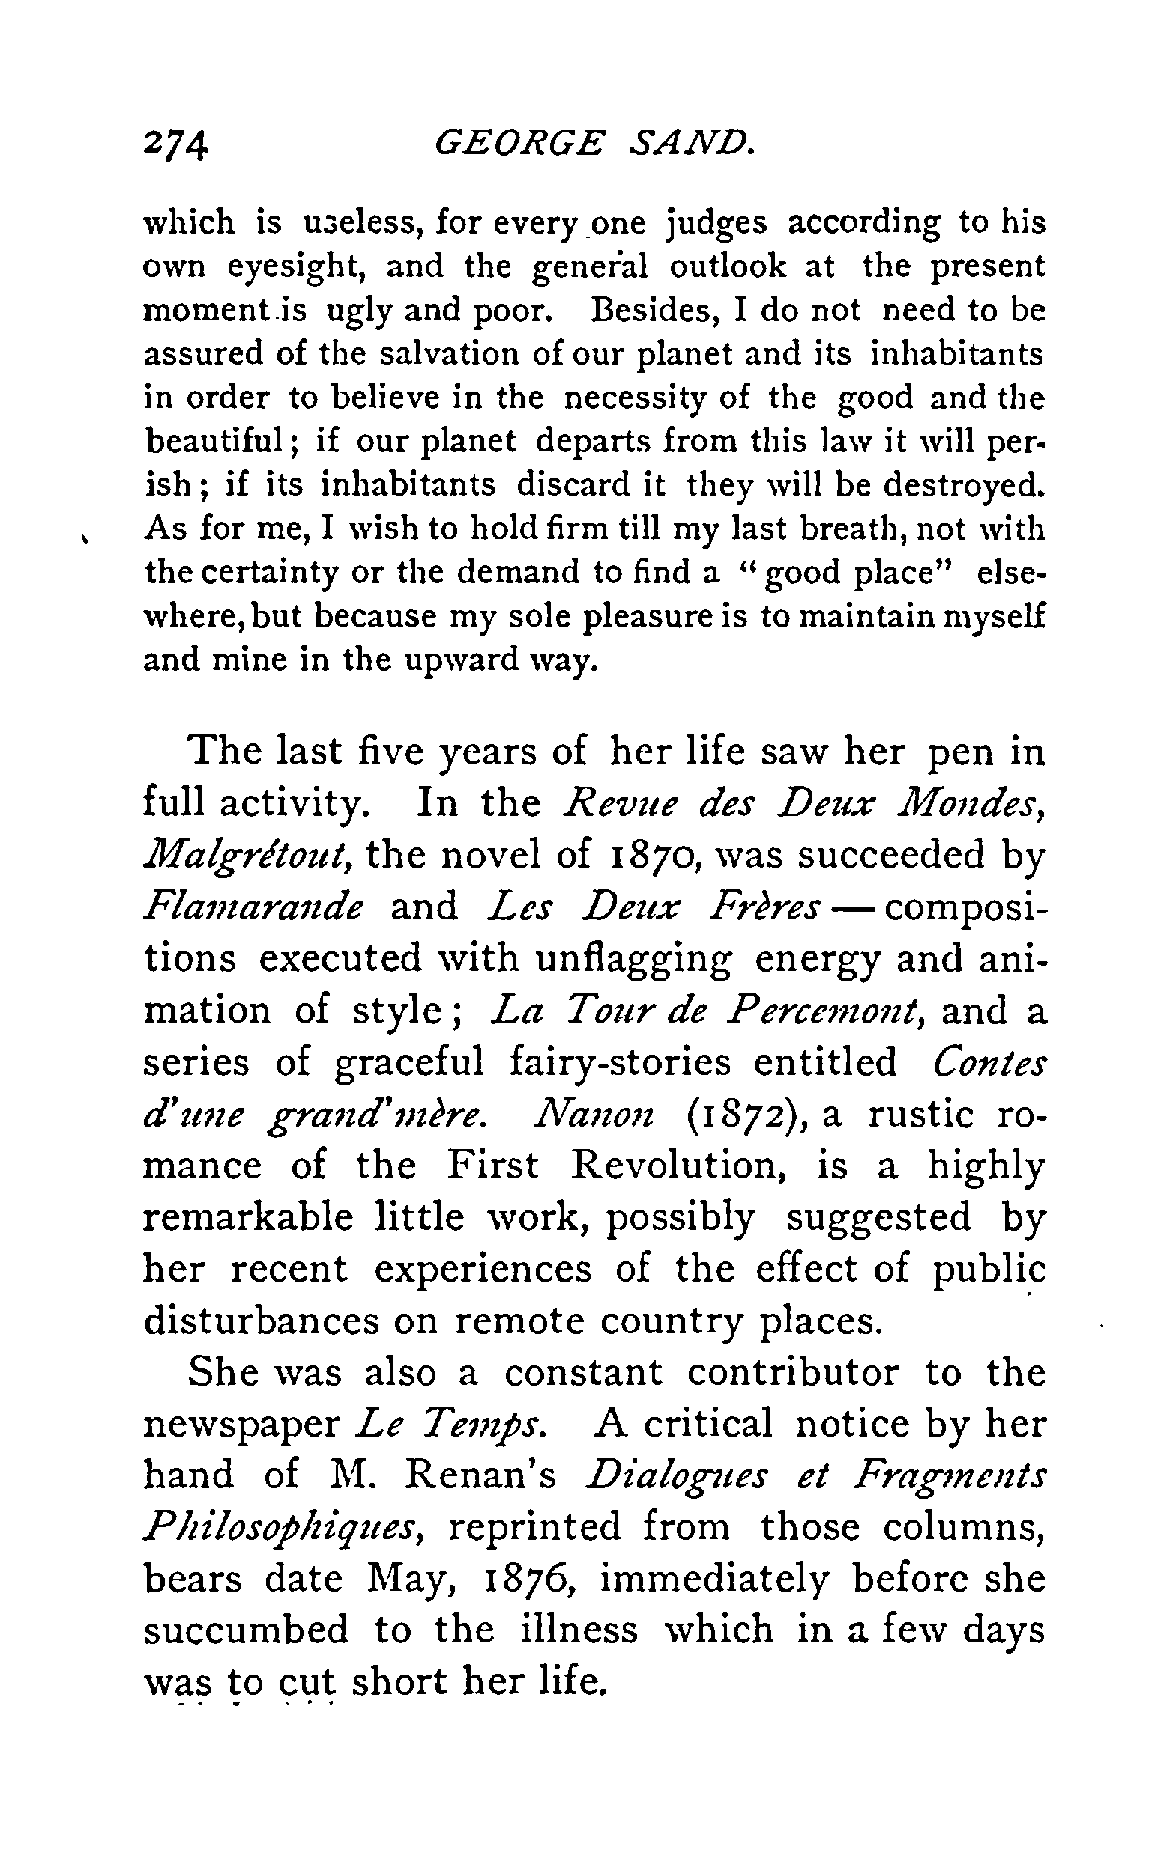 274 GEORGE SAND.
which is useless, for every one judges according to his
own eyesight, and the general outlook at the present
moment is ugly and poor. Besides, I do not need to be
assured of the salvation of our planet and its inhabitants
in order to believe in the necessity of the good and the
beautiful; if our planet departs from this law it will per-
ish; if its inhabitants discard it they will be destroyed.
As for me, I wish to hold firm till my last breath, not with
the certainty or the demand to find a "good place" else-
where, but because my sole pleasure is to maintain myself
and mine in the upward way.
The last five years of her life saw her pen in
full activity. In the Revue des Deux Mondes,
Malgrétout, the novel of 1870, was succeeded by
Flamarande and Les Deux Frères — composi-
tions executed with unflagging energy and ani-
mation of style; La Tour de Percemont, and a
series of graceful fairy-stories entitled Contes
d'une grand'mère. Nanon (1872), a rustic ro-
mance of the First Revolution, is a highly
remarkable little work, possibly suggested by
her recent experiences of the effect of public
disturbances on remote country places.
She was also a constant contributor to the
newspaper Le Temps. A critical notice by her
hand of M. Renan's Dialogues et Fragments
Philosophiques, reprinted from those columns,
bears date May, 1876, immediately before she
succumbed to the illness which in a few days
was to cut short her life.